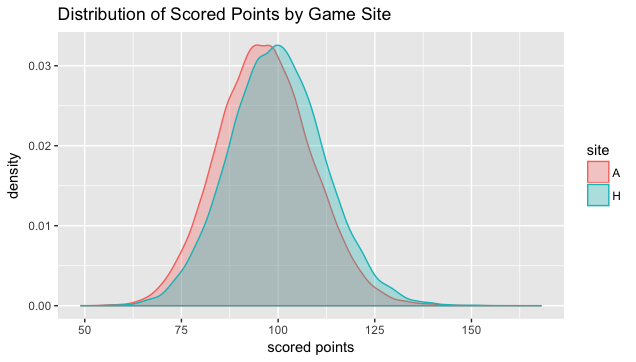 Distribution of Scored Points by Game Site
0.03
0.02
0.01
0.00
density
50 75 100 125 150
scored points
site
A
H